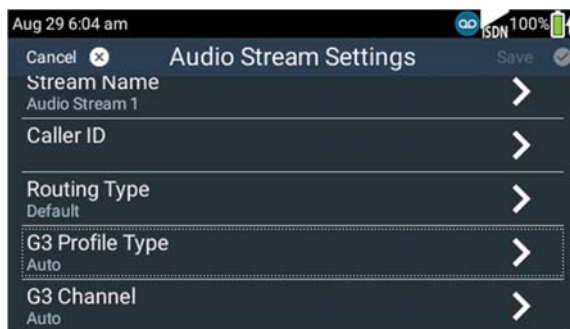 Aug 29 6:04 am ISDN 100%
Cancel Audio Stream Settings Save
Stream Name
Audio Stream 1
Caller ID
Routing Type
Default
G3 Profile Type
Auto
G3 Channel
Auto